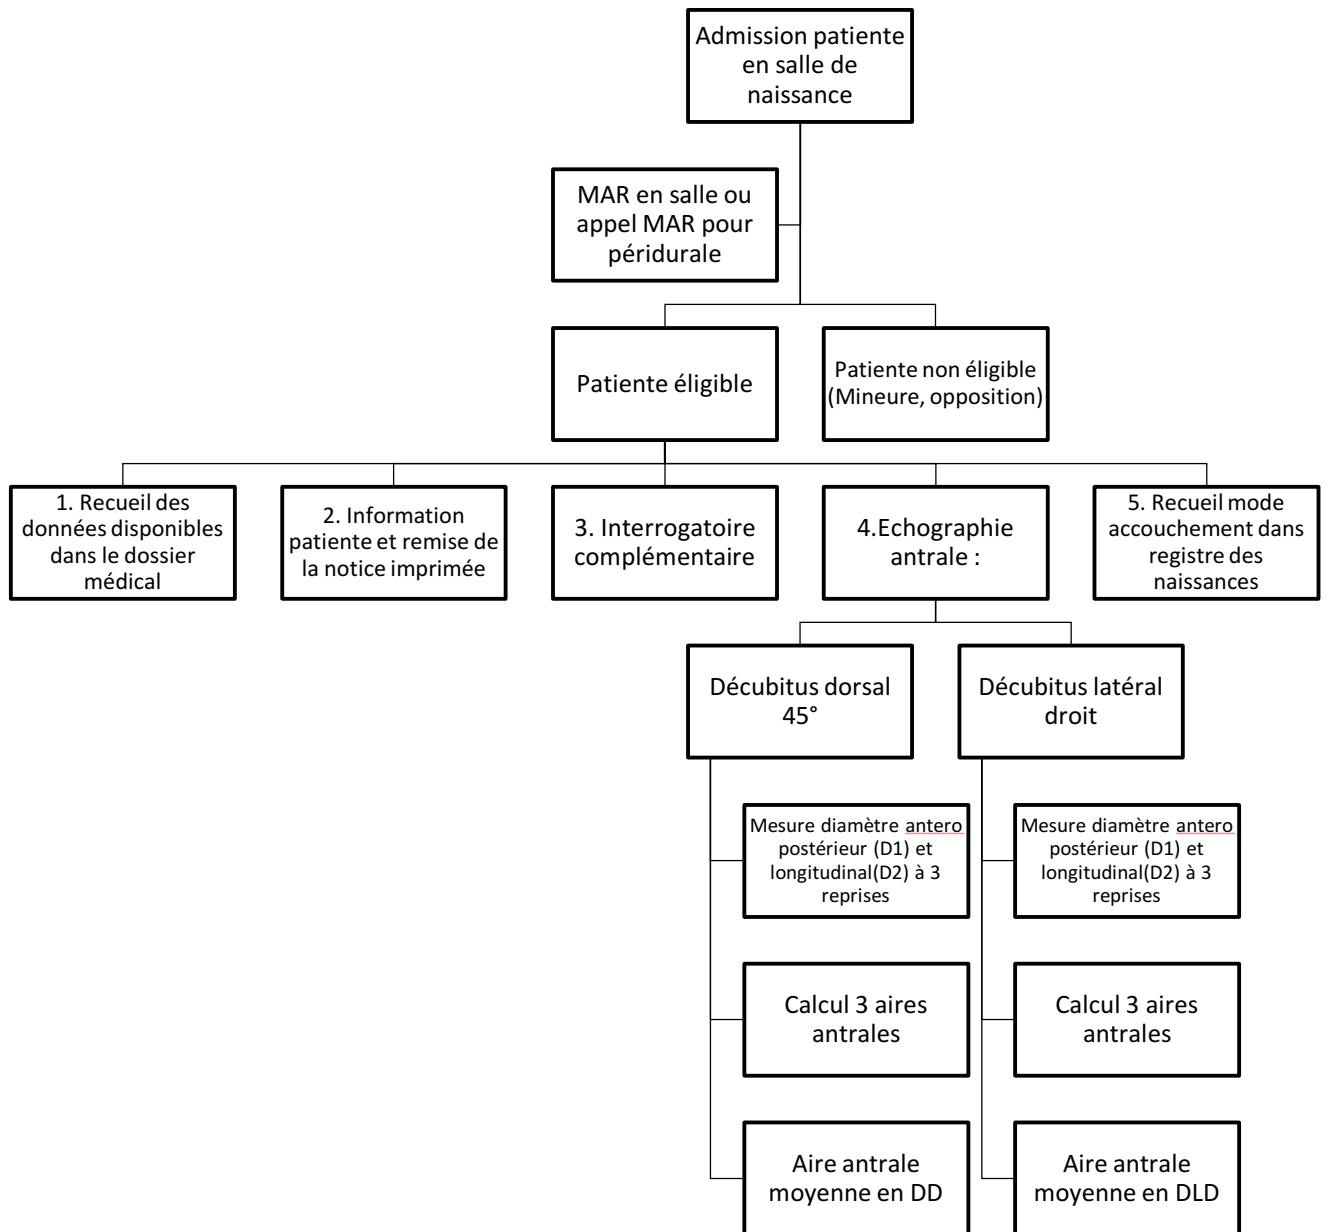 Admission patiente
en salle de
naissance
MAR en salle ou
appel MAR pour
péridurale
Patiente éligible
Patiente non éligible
(Mineure, opposition)
1. Recueil des
données disponibles
dans le dossier
médical
2. Information
patiente et remise de
la notice imprimée
3. Interrogatoire
complémentaire
4.Echographie
antrale :
5. Recueil mode
accouchement dans
registre des
naissances
Décubitus dorsal
45°
Décubitus latéral
droit
Mesure diamètre antero
postérieur (D1) et
longitudinal(D2) à 3
reprises
Mesure diamètre antero
postérieur (D1) et
longitudinal(D2) à 3
reprises
Calcul 3 aires
antrales
Calcul 3 aires
antrales
Aire antrale
moyenne en DD
Aire antrale
moyenne en DLD